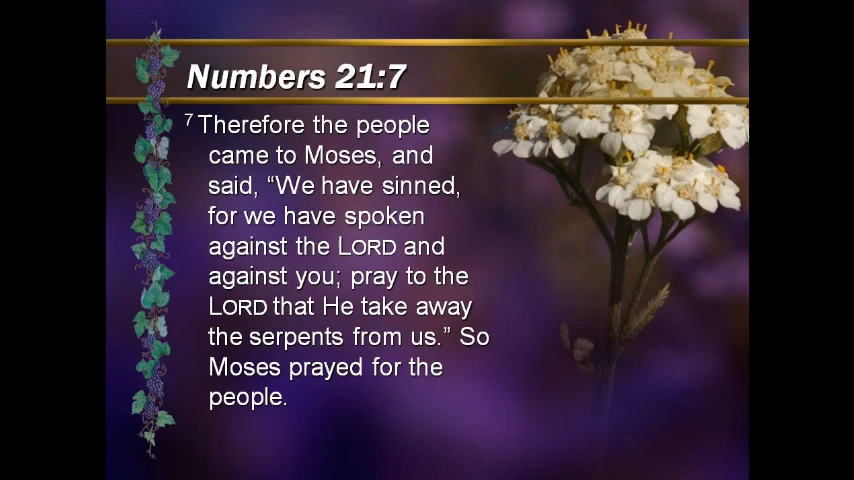 Numbers 21:7
7 Therefore the people
came to Moses, and
said, “We have sinned,
for we have spoken
against the LORD and
against you; pray to the
LORD that He take away
the serpents from us.” So
Moses prayed for the
people.